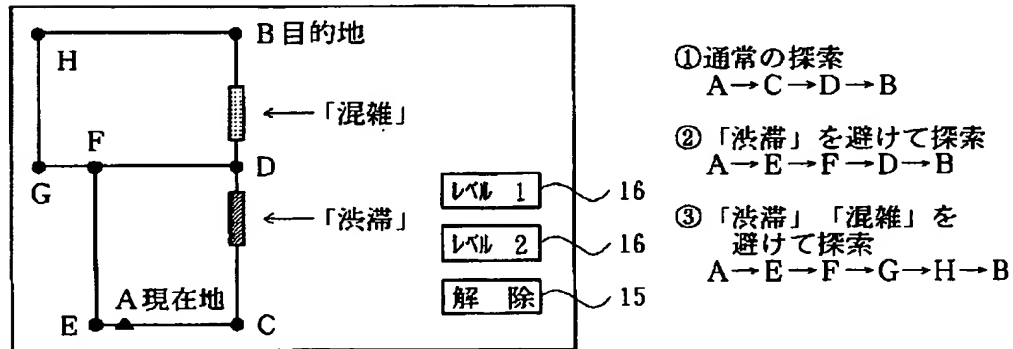 B目的地
H
←「混雑」
F
G
D
←「渋滞」
レベル 1
16
レベル 2
16
解 除
15
A現在地
E
C
①通常の探索
A→C→D→B
②「渋滞」を避けて探索
A→E→F→D→B
③「渋滞」「混雑」を
避けて探索
A→E→F→G→H→B